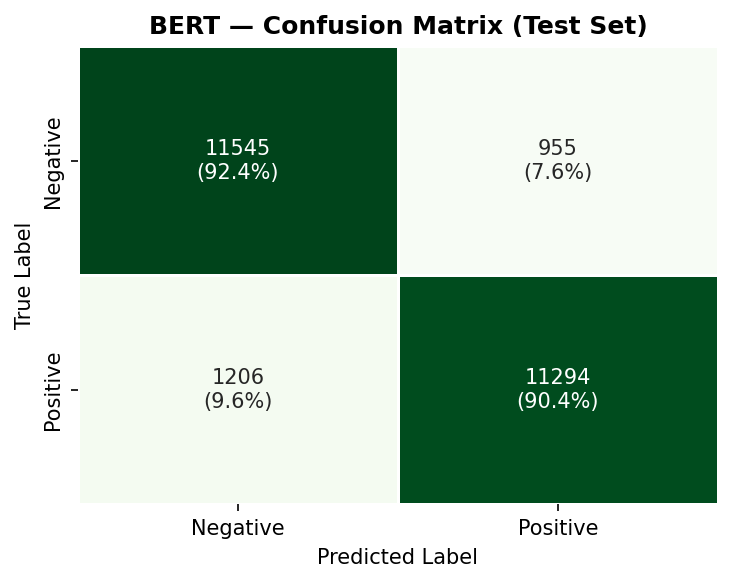 BERT — Confusion Matrix (Test Set)
True Label
Negative
11545
(92.4%)
955
(7.6%)
Positive
1206
(9.6%)
11294
(90.4%)
Negative
Positive
Predicted Label